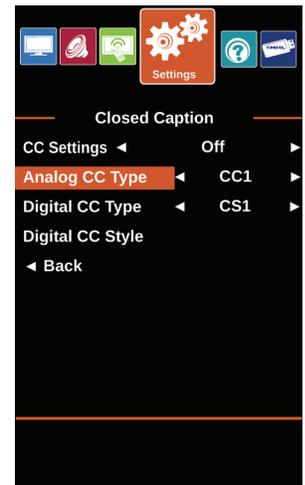 Settings
Closed Caption
CC Settings ◄ Off ►
Analog CC Type ◄ CC1 ►
Digital CC Type ◄ CS1 ►
Digital CC Style
◄ Back